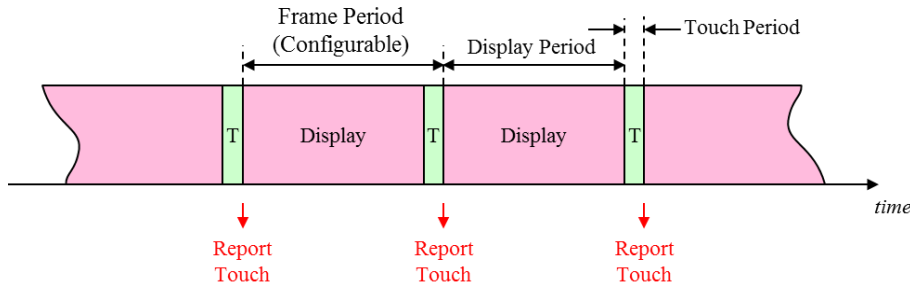 Frame Period
(Configurable)
Display Period
Touch Period
T
Display
T
Display
T
time
Report
Touch
Report
Touch
Report
Touch